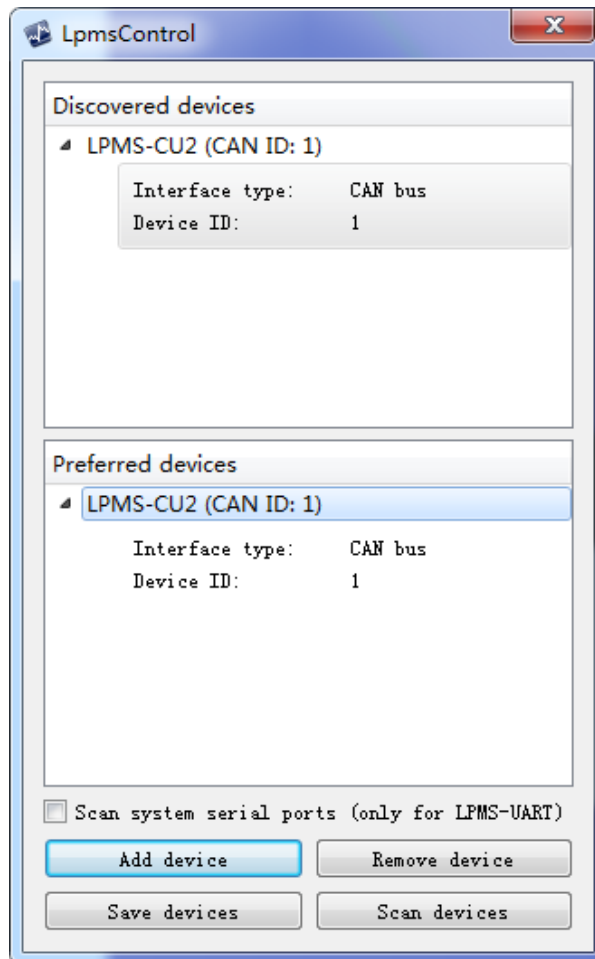 LpmsControl
Discovered devices
LPMS-CU2 (CAN ID: 1)
Interface type: CAN bus
Device ID: 1
Preferred devices
LPMS-CU2 (CAN ID: 1)
Interface type: CAN bus
Device ID: 1
Scan system serial ports (only for LPMS-UART)
Add device Remove device
Save devices Scan devices